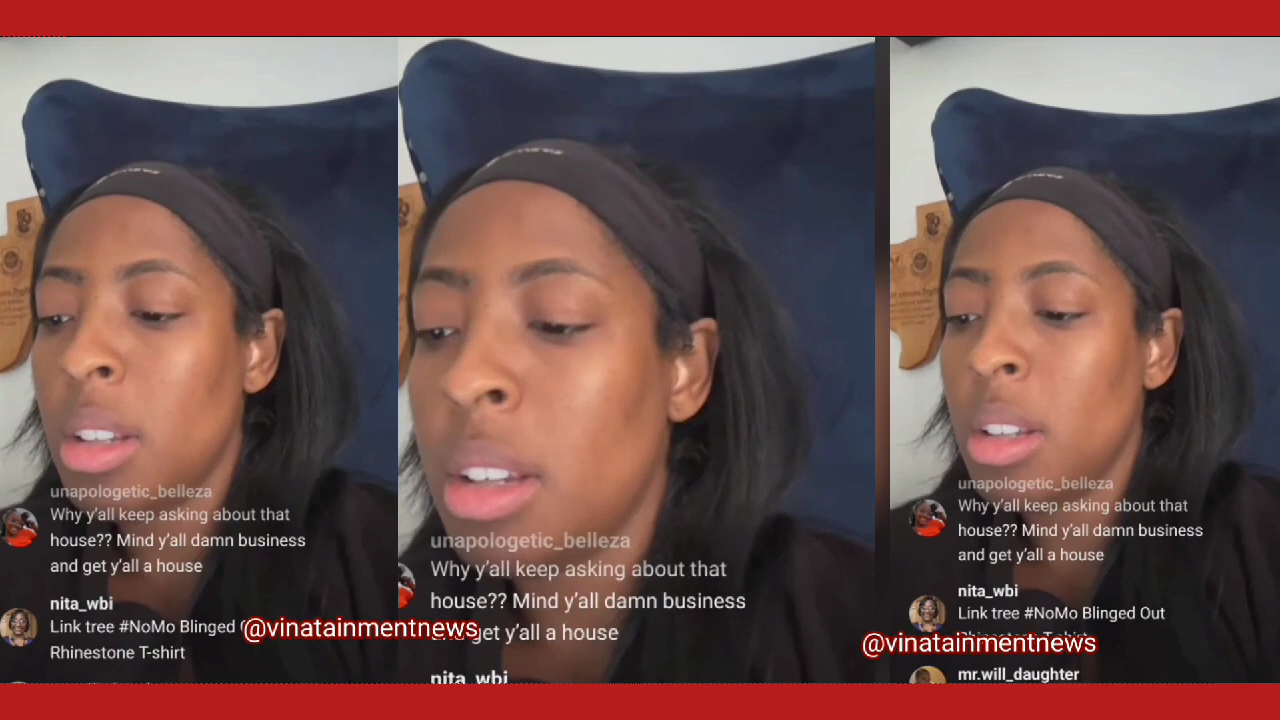 unapologetic_belleza
Why y'all keep asking about that
house?? Mind y'all damn business
and get y'all a house
nita_wbi
Link tree #NoMo Blinged
Rhinestone T-shirt
@vinatainmentnews
unapologetic_belleza
Why y'all keep asking about that
house?? Mind y'all damn business
get y'all a house
nita_wbi
unapologetic_belleza
Why y'all keep asking about that
house?? Mind y'all damn business
and get y'all a house
nita_wbi
Link tree #NoMo Blinged Out
Rhinestone T-shirt
@vinatainmentnews
mr.will_daughter